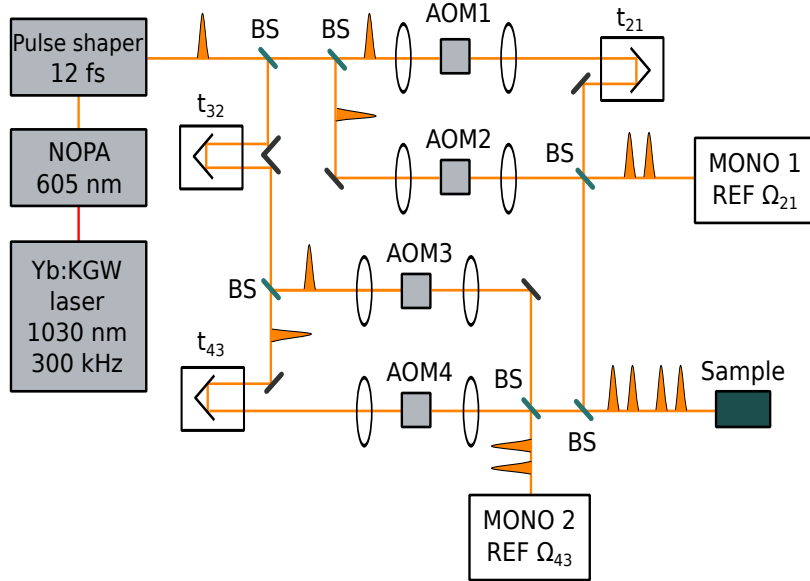 Pulse shaper
12 fs
NOPA
605 nm
Yb:KGW
laser
1030 nm
300 kHz
BS
BS
AOM1
t₂₁
t₃₂
AOM2
BS
MONO 1
REF Ω₂₁
BS
AOM3
t₄₃
AOM4
BS
BS
Sample
MONO 2
REF Ω₄₃